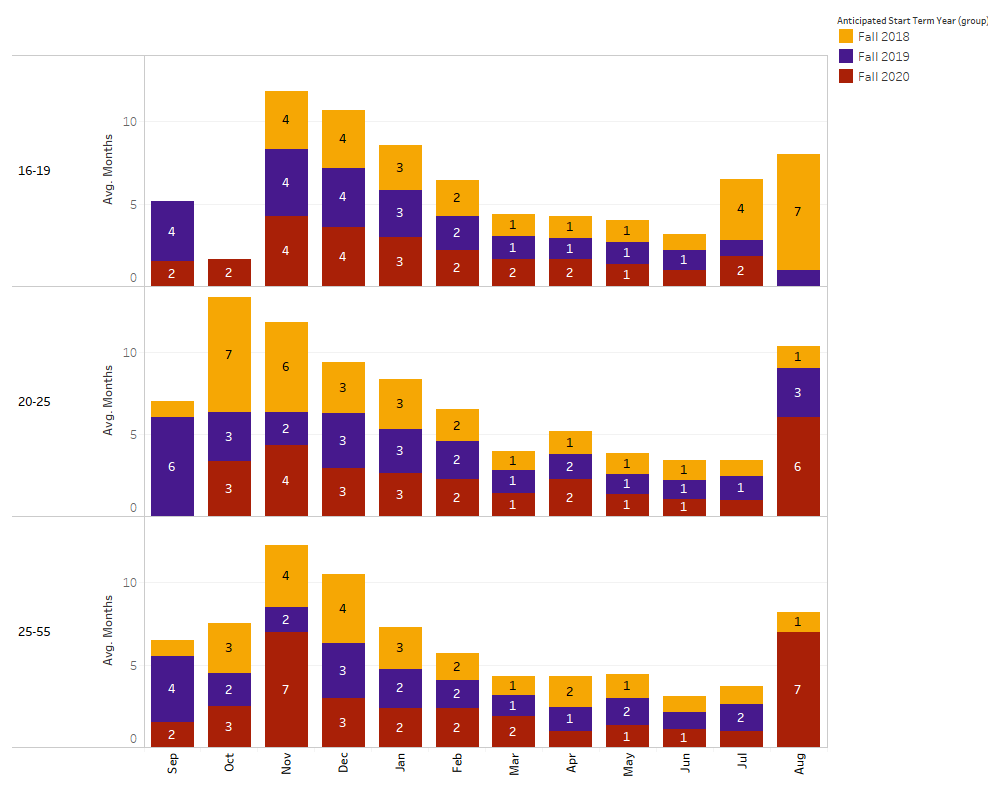 Anticipated Start Term Year (group)
Fall 2018
Fall 2019
Fall 2020
16-19
Avg. Months
10
5
0
4 4 3 2 1 1 1 4 7
4 4 4 3 2 1 1 1 1
2 2 4 4 3 2 2 2 1 2
20-25
Avg. Months
10
5
0
7 6 3 3 2 1 1 1 1 1
6 3 2 3 3 2 1 2 1 1 1 3
3 4 3 3 2 1 2 1 1 6
25-55
Avg. Months
10
5
0
3 4 4 3 2 1 2 1 1
4 2 2 3 2 2 1 1 2 2
2 3 7 3 2 2 2 1 1 7
Sep Oct Nov Dec Jan Feb Mar Apr May Jun Jul Aug